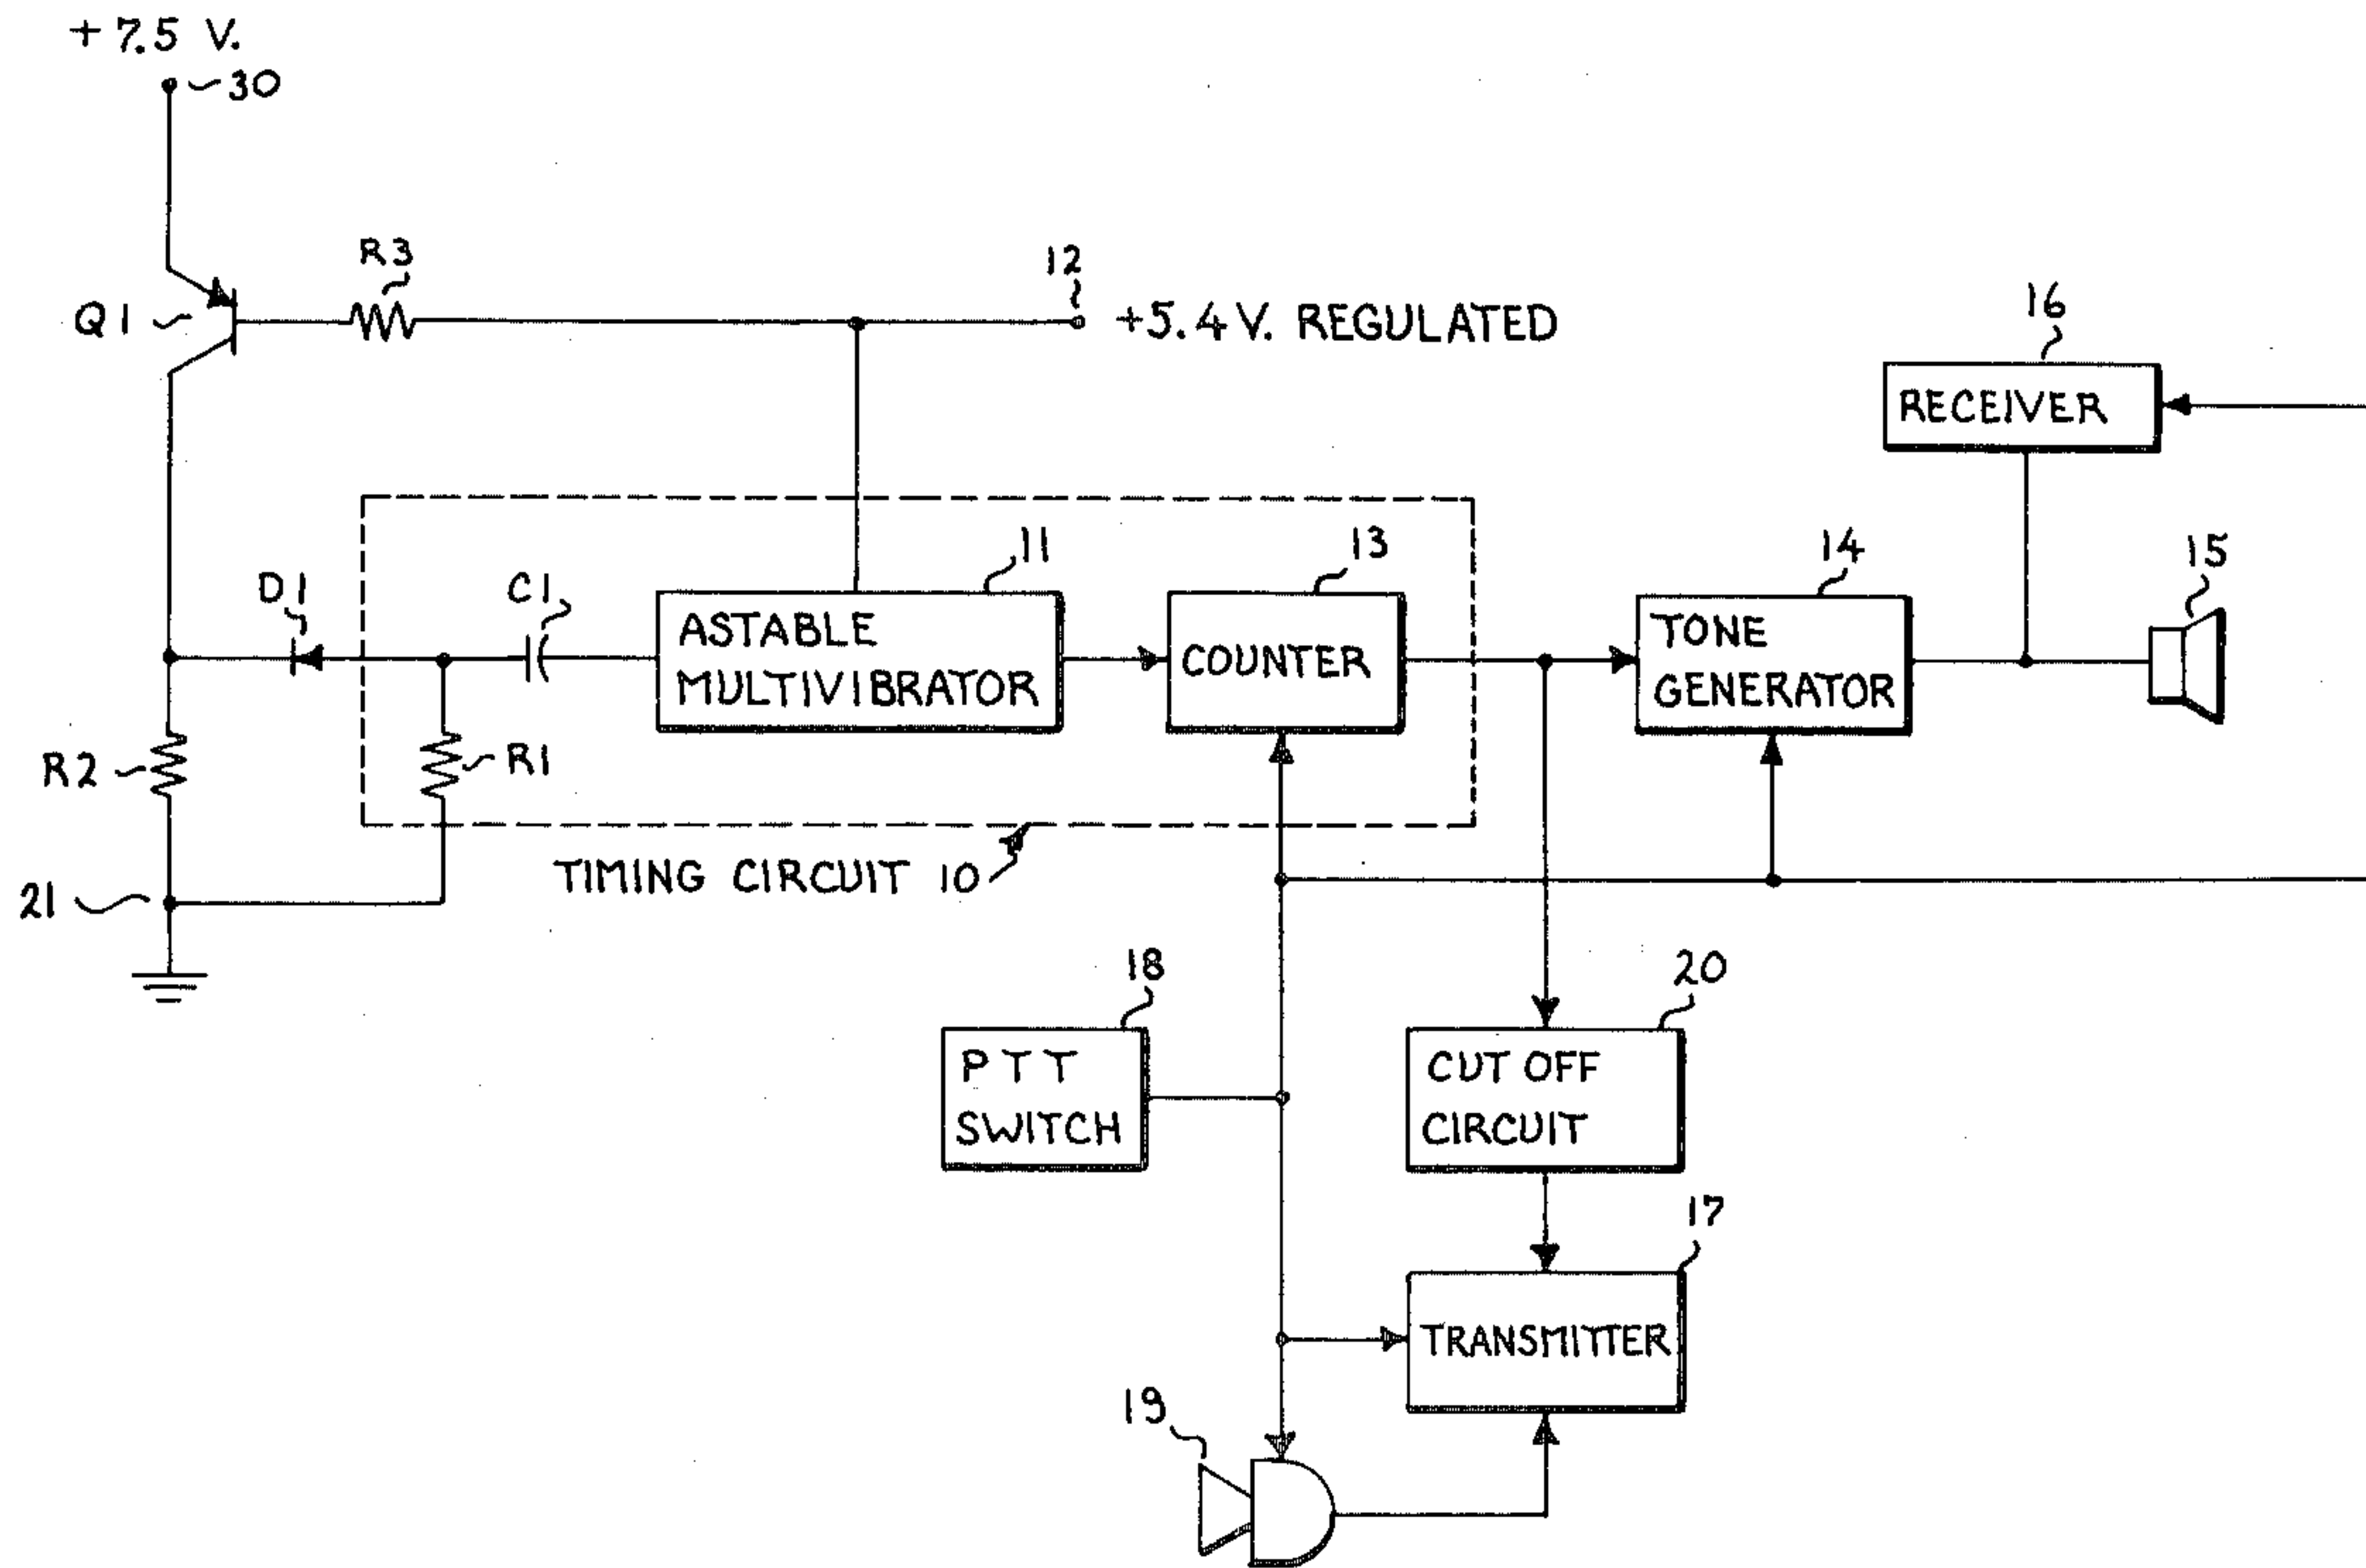 + 7.5 V.
30
R3
12
Q1
+5.4 V. REGULATED
16
RECEIVER
11
13
14
15
D1
C1
ASTABLE
MULTIVIBRATOR
COUNTER
TONE
GENERATOR
R2
R1
TIMING CIRCUIT 10
21
18
20
PTT
SWITCH
CUT OFF
CIRCUIT
17
TRANSMITTER
19